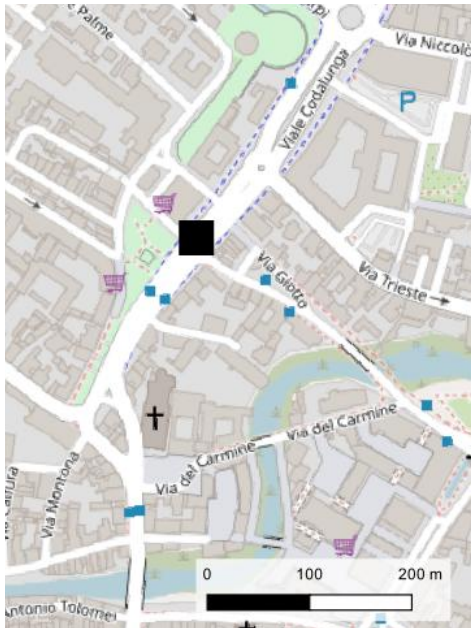 e Palme
Via Niccolò
Viale Codalunga
P
Via Giotto
Via Trieste
Via del Carmine
Via del Carmine
Via Montona
Antonio Tolomei
0 100 200 m